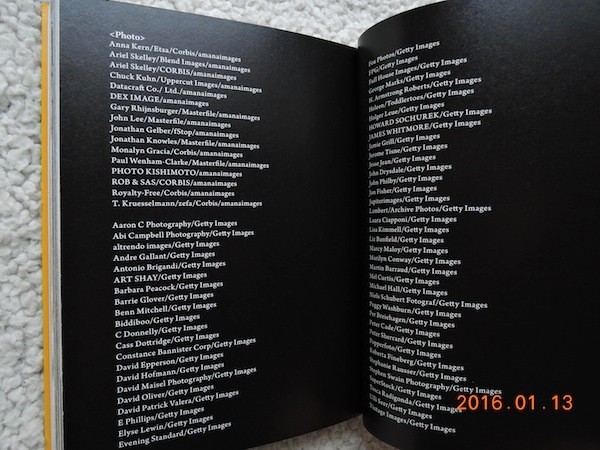 <Photo>
Anna Kern/Etsa/Corbis/amanaimages
Ariel Skelley/Blend Images/amanaimages
Ariel Skelley/CORBIS/amanaimages
Chuck Kuhn/Uppercut Images/amanaimages
Datacraft Co., Ltd./amanaimages
DEX IMAGE/amanaimages
Gary Rhijnsburger/Masterfile/amanaimages
John Lee/Masterfile/amanaimages
Jonathan Gelber/fStop/amanaimages
Jonathan Knowles/Masterfile/amanaimages
Monalyn Gracia/Corbis/amanaimages
Paul Wenham-Clarke/Masterfile/amanaimages
PHOTO KISHIMOTO/amanaimages
ROB & SAS/CORBIS/amanaimages
Royalty-Free/Corbis/amanaimages
T. Kruesselmann/zefa/Corbis/amanaimages
Aaron C Photography/Getty Images
Abi Campbell Photography/Getty Images
altrendo images/Getty Images
Andre Gallant/Getty Images
Antonio Brigandi/Getty Images
ART SHAY/Getty Images
Barbara Peacock/Getty Images
Barrie Glover/Getty Images
Benn Mitchell/Getty Images
Biddiboo/Getty Images
C Donnelly/Getty Images
Cass Dottridge/Getty Images
Constance Bannister Corp/Getty Images
David Epperson/Getty Images
David Hofmann/Getty Images
David Maisel Photography/Getty Images
David Oliver/Getty Images
David Patrick Valera/Getty Images
E Phillips/Getty Images
Elyse Lewin/Getty Images
Evening Standard/Getty Images
Fox Photos/Getty Images
FPG/Getty Images
Full House Images/Getty Images
George Marks/Getty Images
H. Armstrong Roberts/Getty Images
Heleen/Toddlertoes/Getty Images
Holger Leue/Getty Images
HOWARD SOCHUREK/Getty Images
JAMES WHITMORE/Getty Images
Jamie Grill/Getty Images
Jerome Tisne/Getty Images
Jesse Jean/Getty Images
John Drysdale/Getty Images
John Philby/Getty Images
Jon Fisher/Getty Images
Jupiterimages/Getty Images
Lambert/Archive Photos/Getty Images
Laura Ciapponi/Getty Images
Lisa Kimmell/Getty Images
Liz Banfield/Getty Images
Marcy Maloy/Getty Images
Marilyn Conway/Getty Images
Martin Barraud/Getty Images
Mel Curtis/Getty Images
Michael Hall/Getty Images
Niels Schubert Fotograf/Getty Images
Peggy Washburn/Getty Images
Per Breiehagen/Getty Images
Peter Cade/Getty Images
Peter Sherrard/Getty Images
Popperfoto/Getty Images
Roberta Fineberg/Getty Images
Stephanie Rausser/Getty Images
Stephen Swain Photography/Getty Images
SuperStock/Getty Images
Radigonda/Getty Images
Seer/Getty Images
Vintage Images/Getty Images
2016.01.13